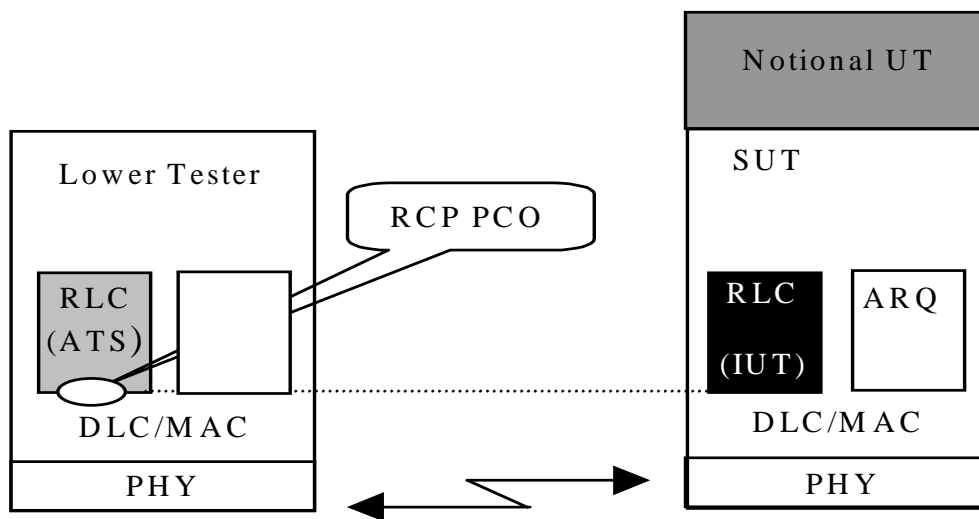 Notional UT
Lower Tester
SUT
RCP PCO
RLC
(ATS)
RLC
(IUT)
ARQ
DLC/MAC
DLC/MAC
PHY
PHY